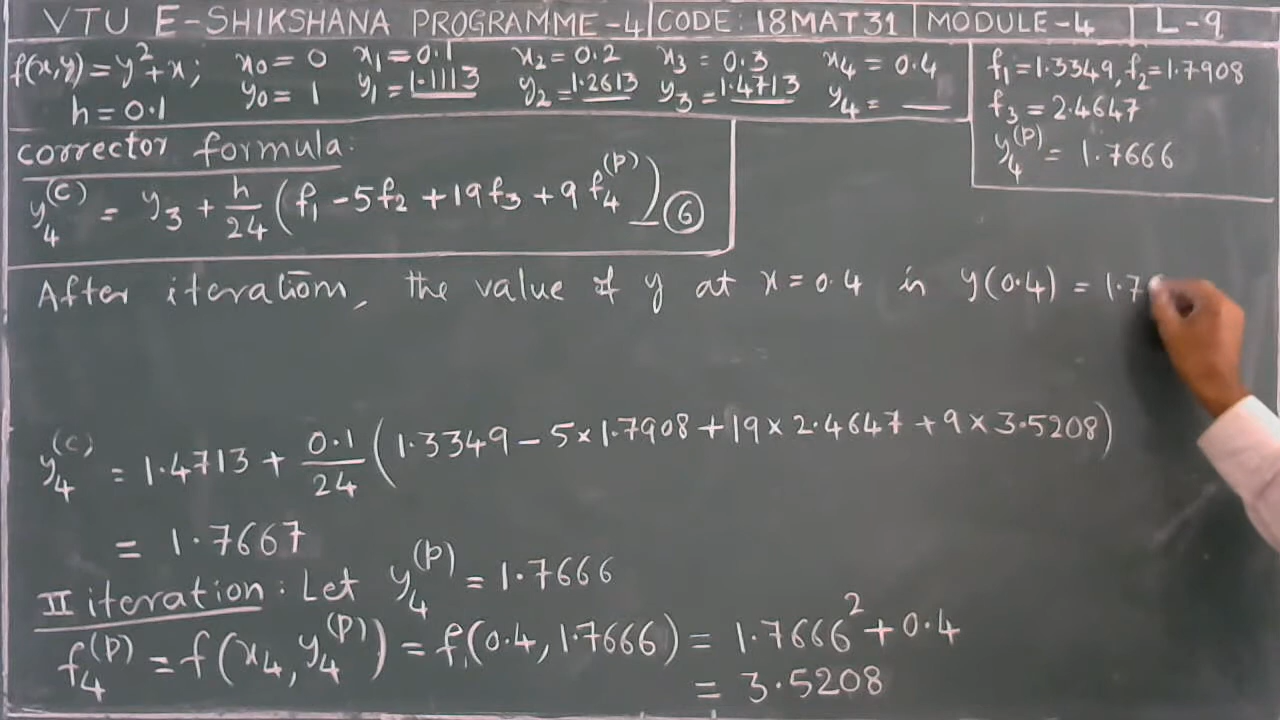 VTU E-SHIKSHANA PROGRAMME-4 CODE: 18MAT31 MODULE-4 L-9
f(x,y) = y² + x; x0 = 0 x1 = 0.1 x2 = 0.2 x3 = 0.3 x4 = 0.4
h = 0.1 y0 = 1 y1 = 1.1113 y2 = 1.2613 y3 = 1.4713 y4 = __
f1 = 1.3349, f2 = 1.7908
f3 = 2.4647
y4^(P) = 1.7666
corrector formula:
y4^(C) = y3 + h/24 (f1 - 5f2 + 19f3 + 9f4^(P)) — 6
After iteration, the value of y at x = 0.4 is y(0.4) = 1.7
y4^(C) = 1.4713 + 0.1/24 (1.3349 - 5 × 1.7908 + 19 × 2.4647 + 9 × 3.5208)
= 1.7667
II iteration: Let y4^(P) = 1.7666
f4^(P) = f(x4, y4^(P)) = f(0.4, 1.7666) = 1.7666² + 0.4
= 3.5208